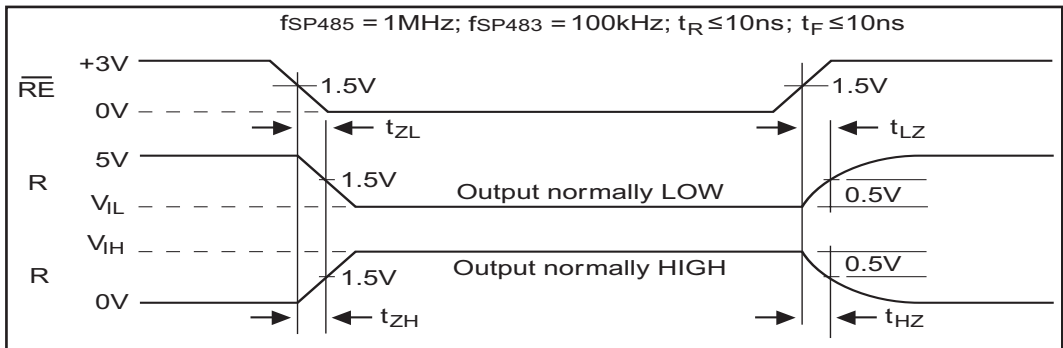 fSP485 = 1MHz; fSP483 = 100kHz; tR ≤ 10ns; tF ≤ 10ns
+3V
RE
1.5V
1.5V
0V
tZL
tLZ
5V
R
1.5V
Output normally LOW
0.5V
VIL
VIH
R
1.5V
Output normally HIGH
0.5V
0V
tZH
tHZ